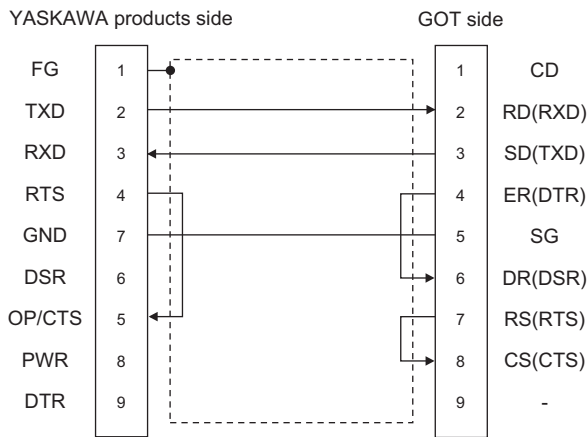 YASKAWA products side GOT side
FG 1 1 CD
TXD 2 2 RD(RXD)
RXD 3 3 SD(TXD)
RTS 4 4 ER(DTR)
GND 7 5 SG
DSR 6 6 DR(DSR)
OP/CTS 5 7 RS(RTS)
PWR 8 8 CS(CTS)
DTR 9 9 -